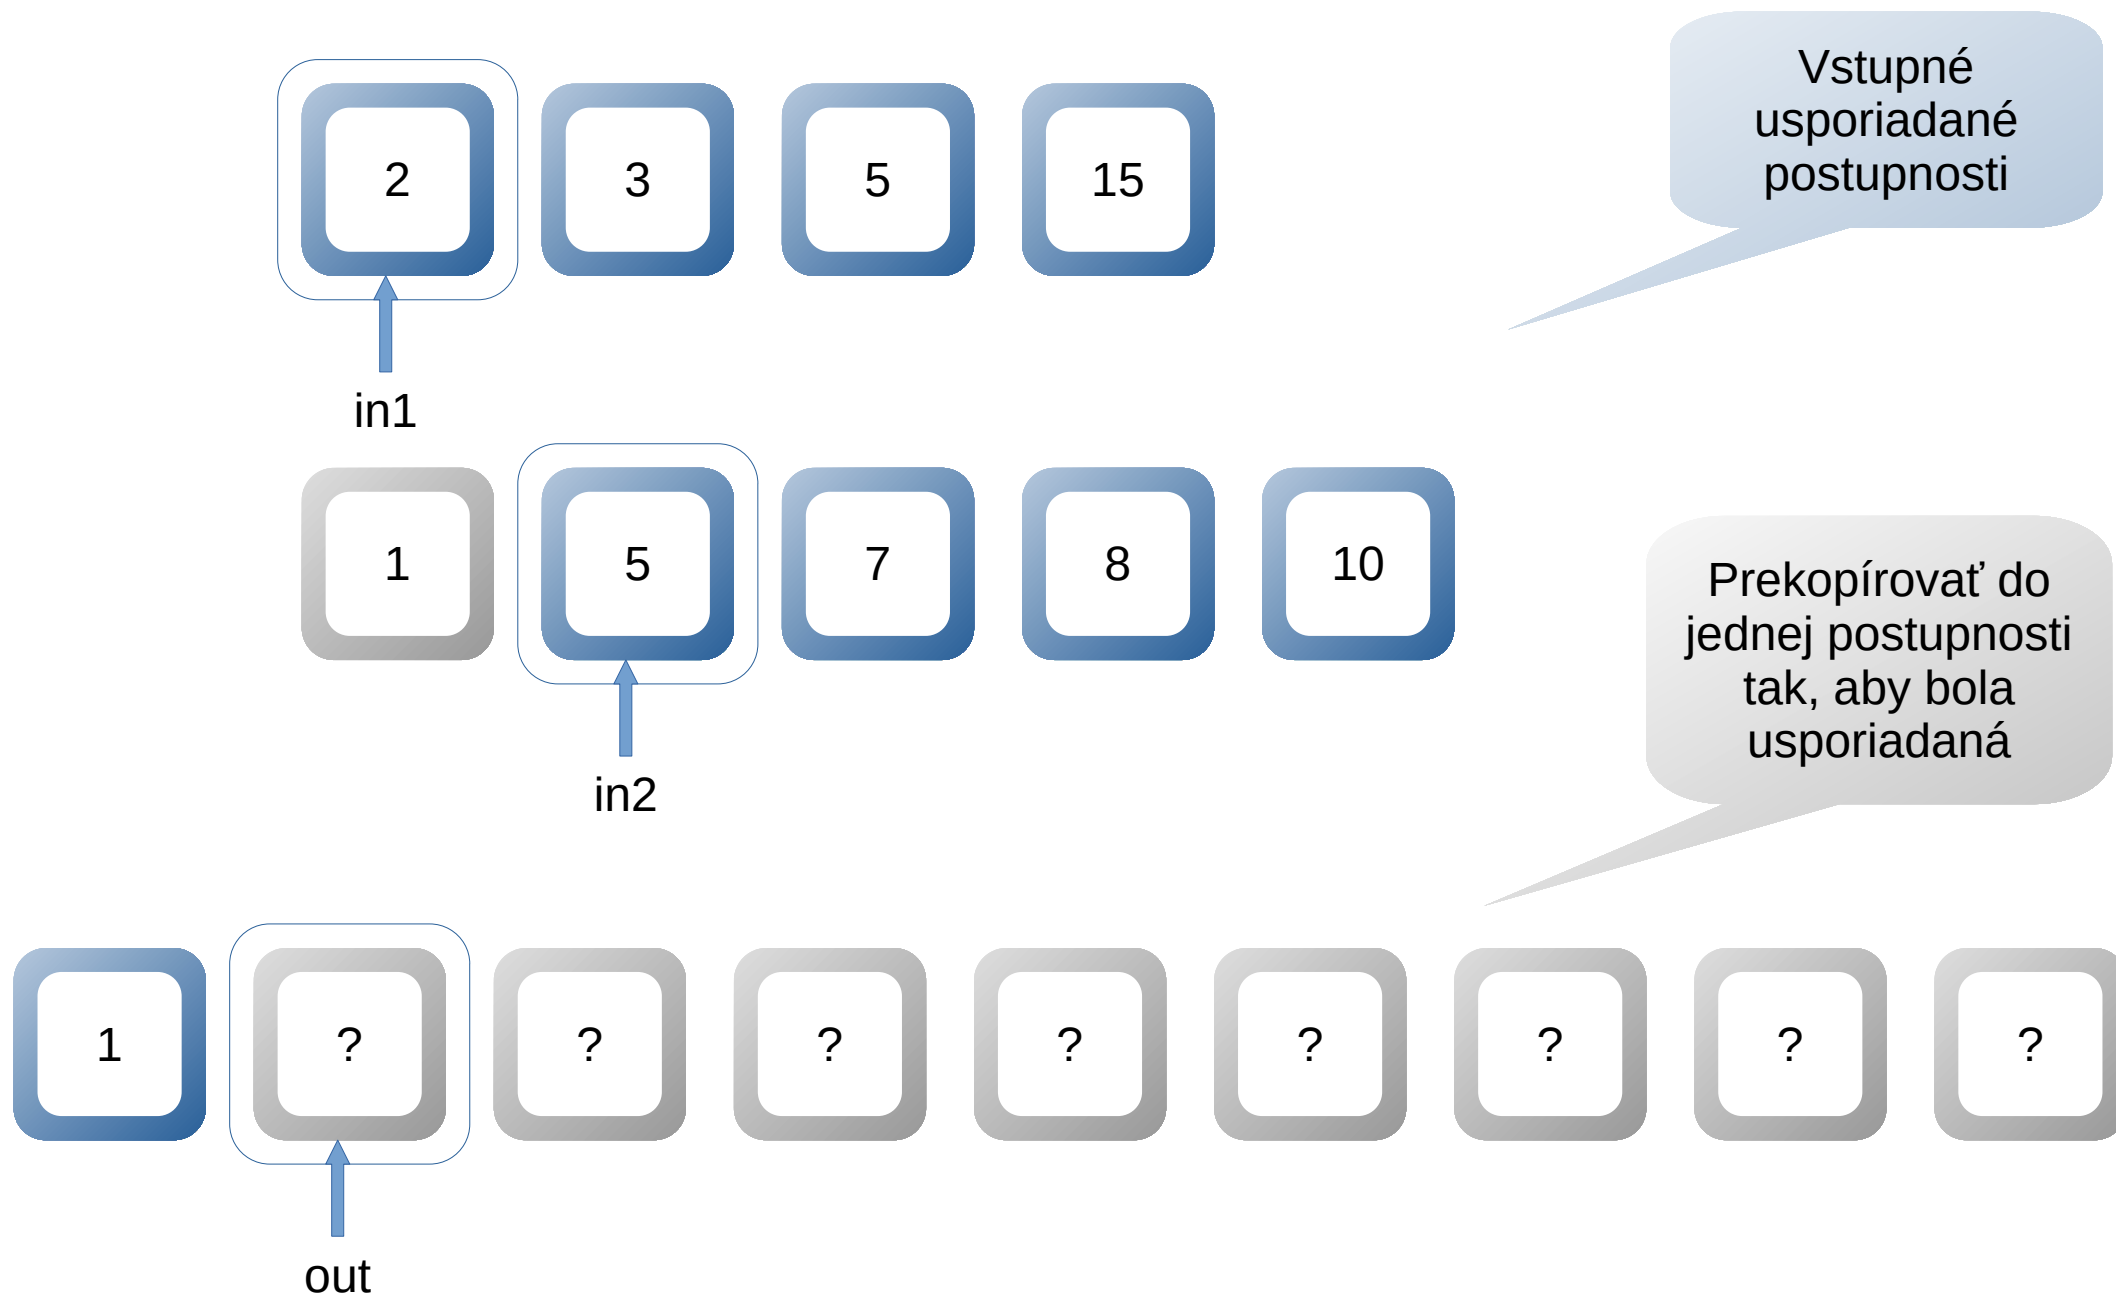 Vstupné
usporiadané
postupnosti
2 3 5 15
in1
1 5 7 8 10
in2
Prekopírovať do
jednej postupnosti
tak, aby bola
usporiadaná
1 ? ? ? ? ? ? ? ?
out